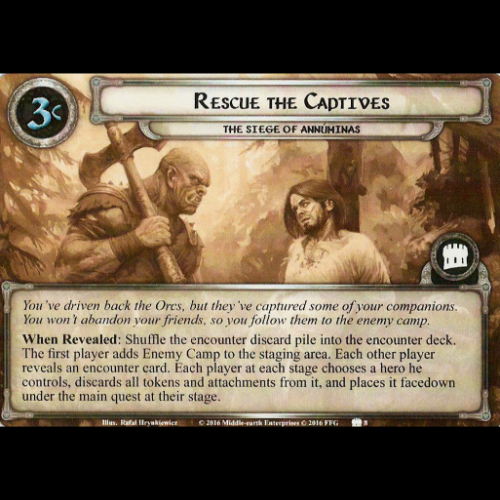 3C
RESCUE THE CAPTIVES
THE SIEGE OF ANNÚMINAS
You've driven back the Orcs, but they've captured some of your companions.
You won't abandon your friends, so you follow them to the enemy camp.
When Revealed: Shuffle the encounter discard pile into the encounter deck.
The first player adds Enemy Camp to the staging area. Each other player
reveals an encounter card. Each player at each stage chooses a hero he
controls, discards all tokens and attachments from it, and places it facedown
under the main quest at their stage.
Illus. Rafał Hrynkiewicz © 2016 Middle-earth Enterprises © 2016 FFG 8